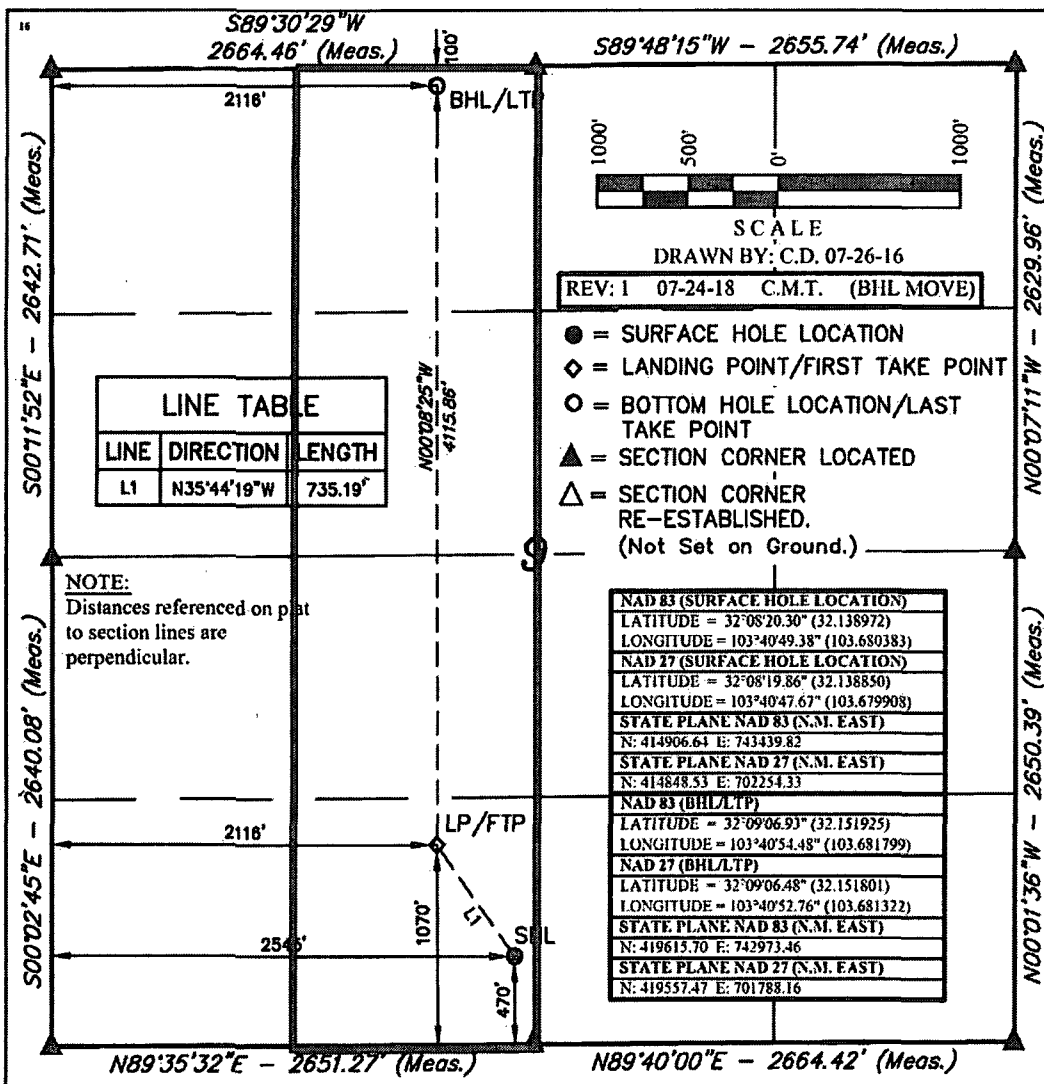 16
S89°30'29"W
2664.46' (Meas.)
S89°48'15"W - 2655.74' (Meas.)
100'
2116'
BHL/LTP
1000'
500'
0'
1000'
SCALE
DRAWN BY: C.D. 07-26-16
REV: 1 07-24-18 C.M.T. (BHL MOVE)
S00°11'52"E - 2642.71' (Meas.)
N00°07'11"W - 2629.96' (Meas.)
= SURFACE HOLE LOCATION
= LANDING POINT/FIRST TAKE POINT
= BOTTOM HOLE LOCATION/LAST
TAKE POINT
= SECTION CORNER LOCATED
= SECTION CORNER
RE-ESTABLISHED.
(Not Set on Ground.)
N00°08'25"W
4115.86'
LINE TABLE
LINE DIRECTION LENGTH
L1 N35°44'19"W 735.19'
9
NOTE:
Distances referenced on plat
to section lines are
perpendicular.
NAD 83 (SURFACE HOLE LOCATION)
LATITUDE = 32°08'20.30" (32.138972)
LONGITUDE = 103°40'49.38" (103.680383)
NAD 27 (SURFACE HOLE LOCATION)
LATITUDE = 32°08'19.86" (32.138850)
LONGITUDE = 103°40'47.67" (103.679908)
STATE PLANE NAD 83 (N.M. EAST)
N: 414906.64 E: 743439.82
STATE PLANE NAD 27 (N.M. EAST)
N: 414848.53 E: 702254.33
NAD 83 (BHL/LTP)
LATITUDE = 32°09'06.93" (32.151925)
LONGITUDE = 103°40'54.48" (103.681799)
NAD 27 (BHL/LTP)
LATITUDE = 32°09'06.48" (32.151801)
LONGITUDE = 103°40'52.76" (103.681322)
STATE PLANE NAD 83 (N.M. EAST)
N: 419615.70 E: 742973.46
STATE PLANE NAD 27 (N.M. EAST)
N: 419557.47 E: 701788.16
S00°02'45"E - 2640.08' (Meas.)
N00°01'36"W - 2650.39' (Meas.)
2116'
LP/FTP
L1
1070'
SHL
470'
N89°35'32"E - 2651.27' (Meas.)
N89°40'00"E - 2664.42' (Meas.)